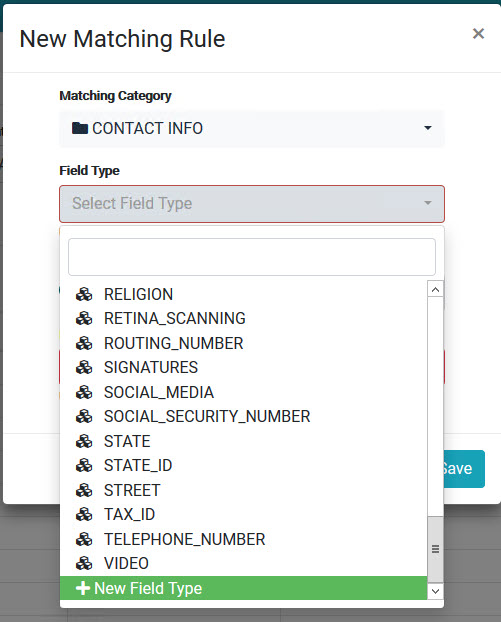 New Matching Rule
×
Matching Category
CONTACT INFO
Field Type
Select Field Type
RELIGION
RETINA_SCANNING
ROUTING_NUMBER
SIGNATURES
SOCIAL_MEDIA
SOCIAL_SECURITY_NUMBER
STATE
STATE_ID
Save
STREET
TAX_ID
TELEPHONE_NUMBER
VIDEO
New Field Type